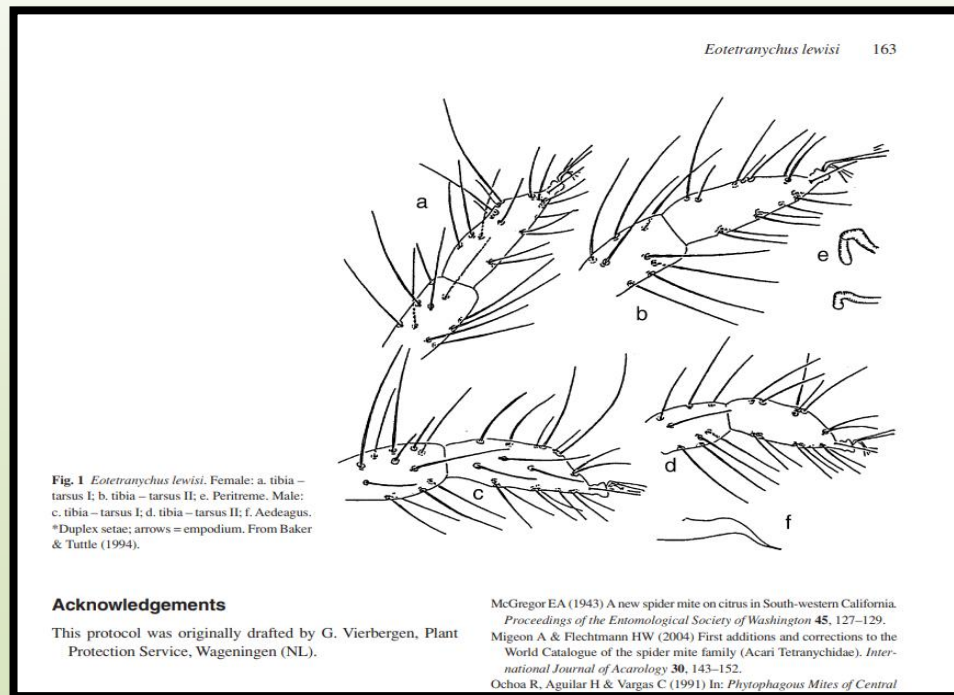 Eotetranychus lewisi 163
a
b
e
c
d
f
Fig. 1 Eotetranychus lewisi. Female: a. tibia –
tarsus I; b. tibia – tarsus II; e. Peritreme. Male:
c. tibia – tarsus I; d. tibia – tarsus II; f. Aedeagus.
*Duplex setae; arrows = empodium. From Baker
& Tuttle (1994).
Acknowledgements
This protocol was originally drafted by G. Vierbergen, Plant
Protection Service, Wageningen (NL).
McGregor EA (1943) A new spider mite on citrus in South-western California.
Proceedings of the Entomological Society of Washington 45, 127–129.
Migeon A & Flechtmann HW (2004) First additions and corrections to the
World Catalogue of the spider mite family (Acari Tetranychidae). Inter-
national Journal of Acarology 30, 143–152.
Ochoa R, Aguilar H & Vargas C (1991) In: Phytophagous Mites of Central